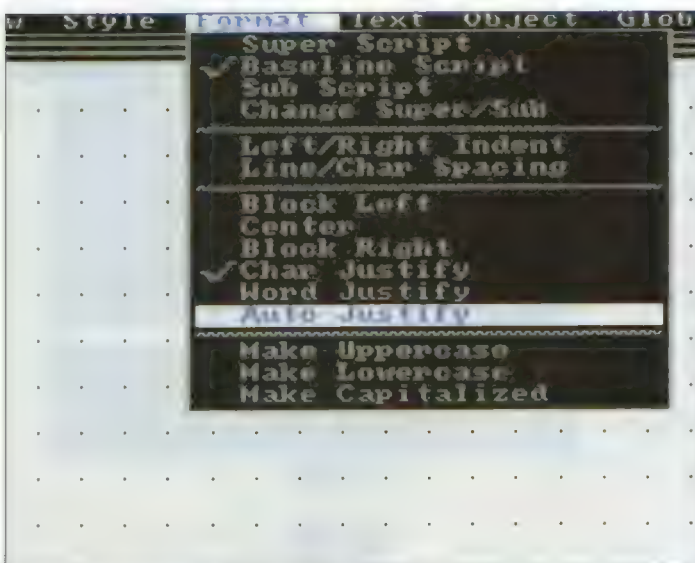 w Style Format Text Object Glob
Super Script
✓Baseline Script
Sub Script
Change Super/Sub
Left/Right Indent
Line/Char Spacing
Block Left
Center
Block Right
✓Char Justify
Word Justify
Auto Justify
Make Uppercase
Make Lowercase
Make Capitalized